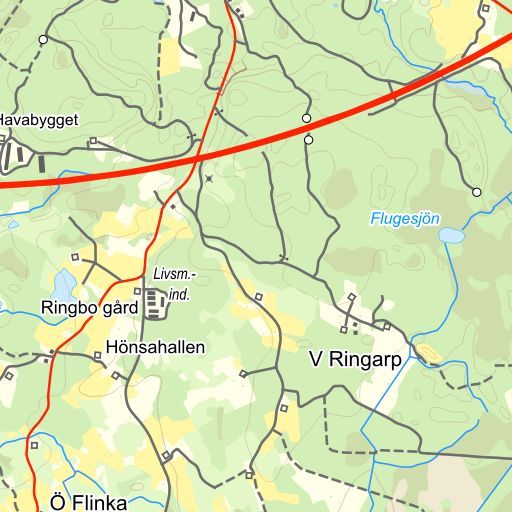 Havabygget
Flugesjön
Livsm.-
ind.
Ringbo gård
Hönsahallen
V Ringarp
Ö Flinka